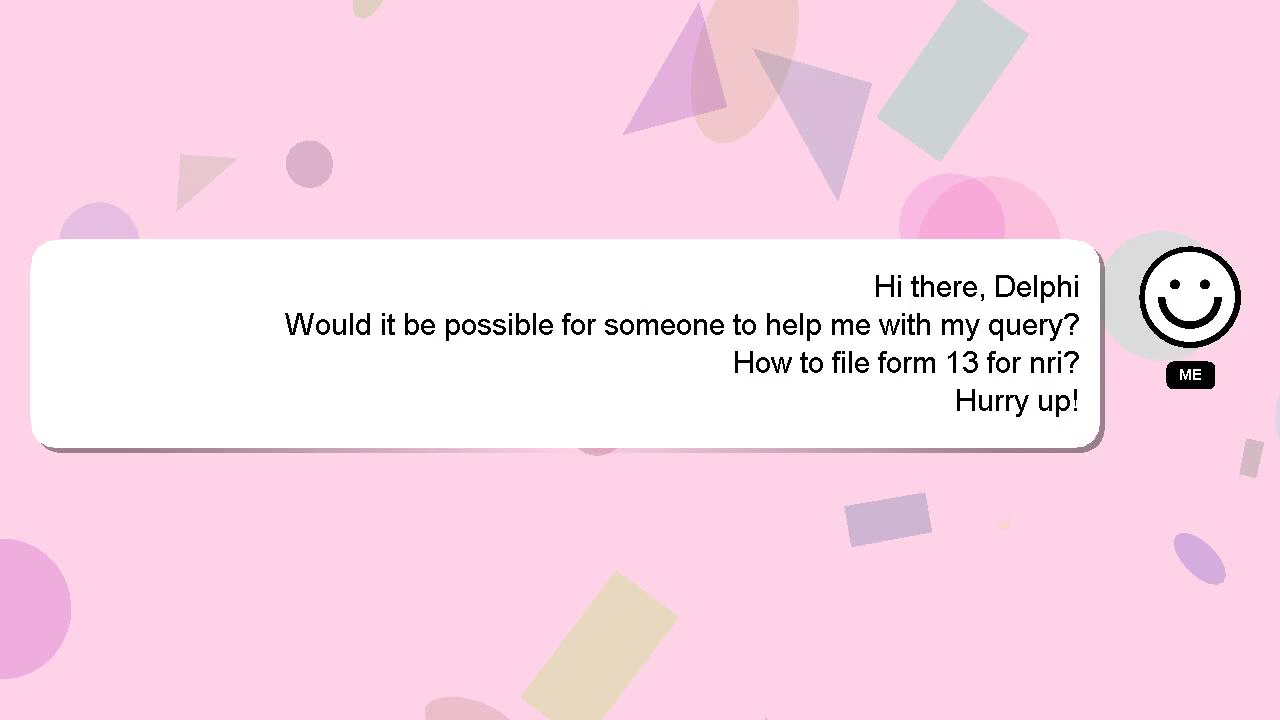 Hi there, Delphi
Would it be possible for someone to help me with my query?
How to file form 13 for nri?
Hurry up!
ME